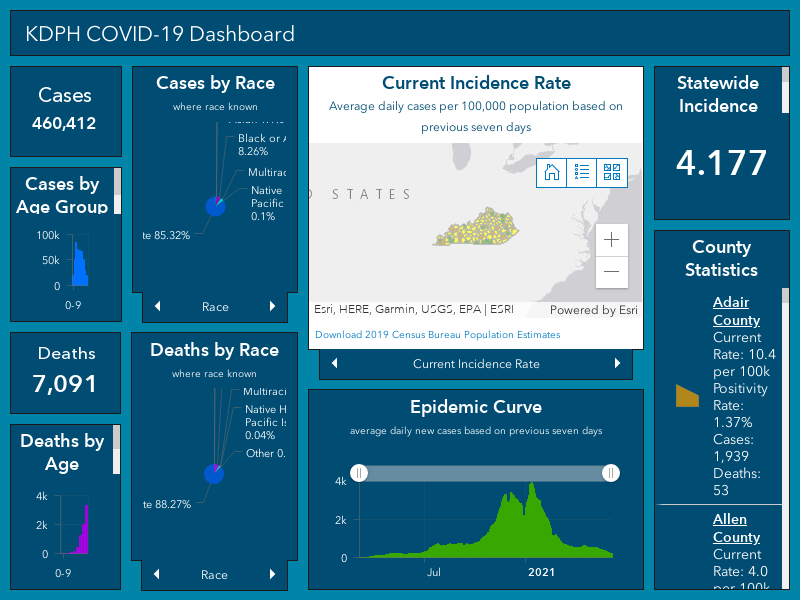 KDPH COVID-19 Dashboard
Cases
460,412
Cases by
Age Group
100k
50k
0
0-9
Deaths
7,091
Deaths by
Age
4k
2k
0
0-9
Cases by Race
where race known
Black or A
8.26%
Multirac
Native
Pacific
0.1%
te 85.32%
Race
Deaths by Race
where race known
Multiraci
Native H
Pacific Is
0.04%
Other 0.
te 88.27%
Race
Current Incidence Rate
Average daily cases per 100,000 population based on
previous seven days
D STATES
Esri, HERE, Garmin, USGS, EPA | ESRI Powered by Esri
Download 2019 Census Bureau Population Estimates
Current Incidence Rate
Epidemic Curve
average daily new cases based on previous seven days
4k
2k
0
Jul
2021
Statewide
Incidence
4.177
County
Statistics
Adair
County
Current
Rate: 10.4
per 100k
Positivity
Rate:
1.37%
Cases:
1,939
Deaths:
53
Allen
County
Current
Rate: 4.0
per 100k